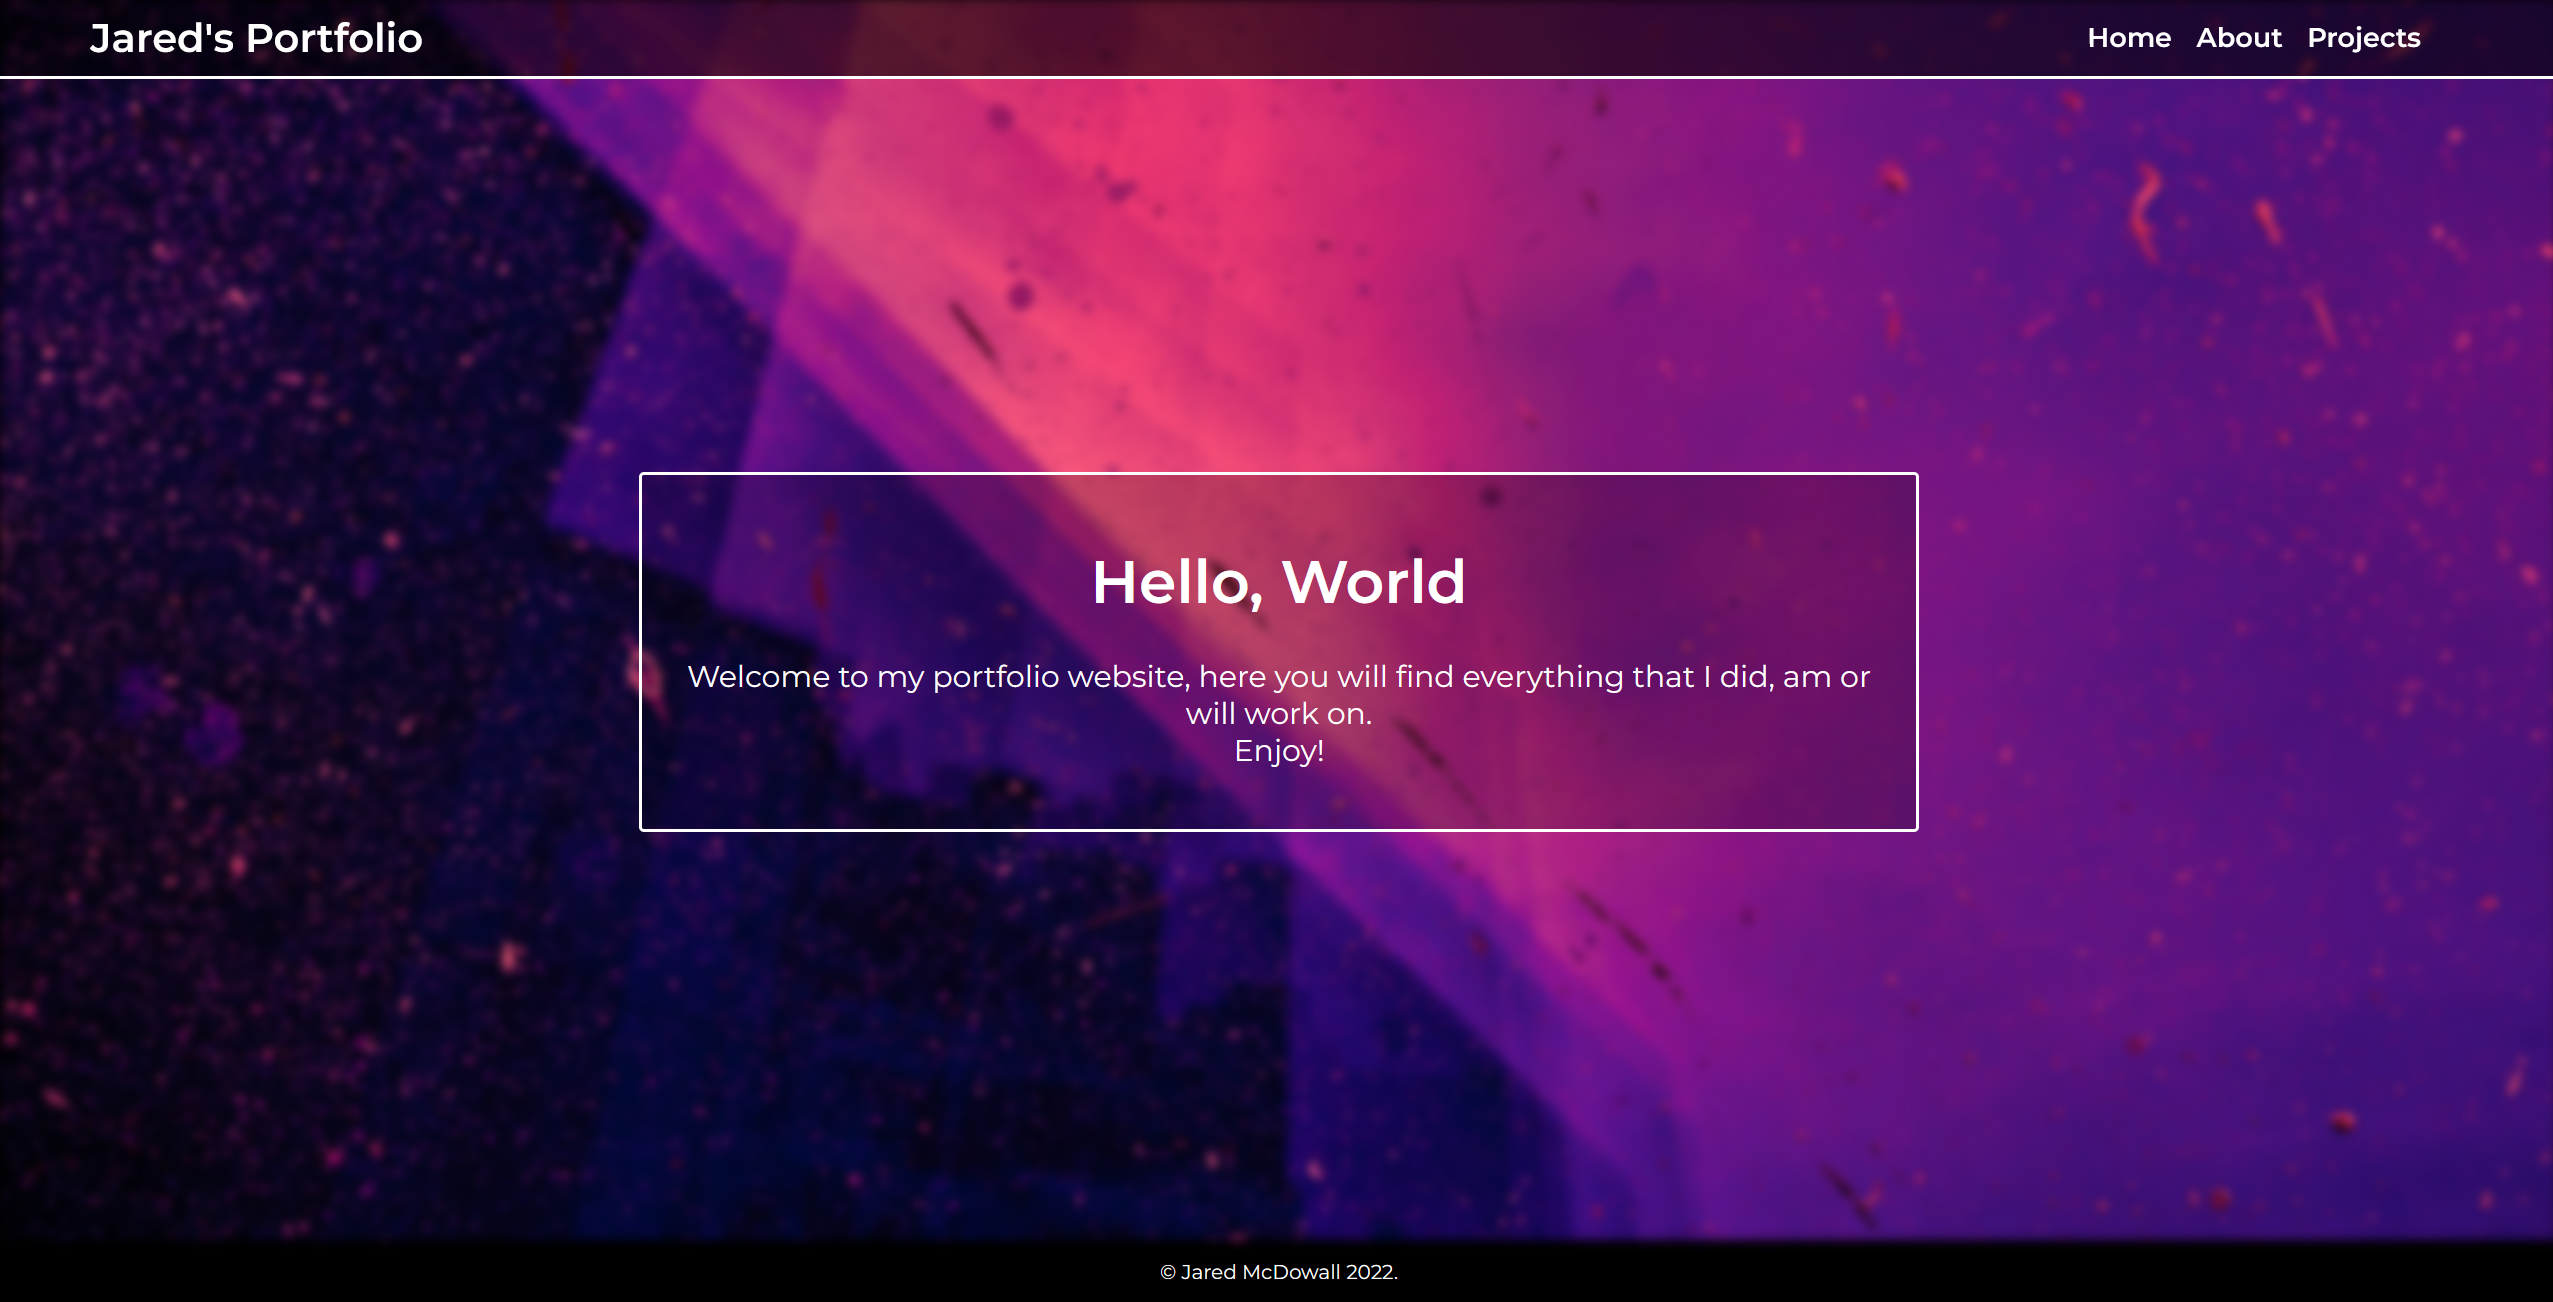 Jared's Portfolio
Home About Projects
Hello, World
Welcome to my portfolio website, here you will find everything that I did, am or
will work on.
Enjoy!
© Jared McDowall 2022.